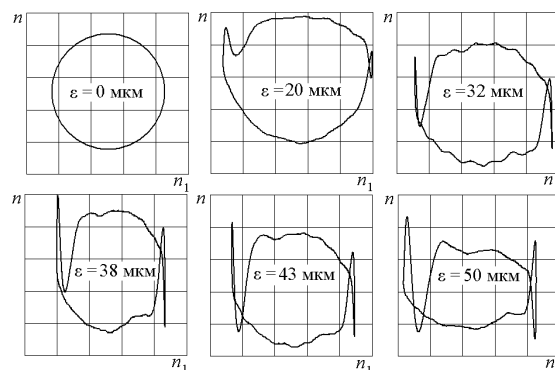 n
ε = 0 мкм
n1
n
ε = 20 мкм
n1
n
ε = 32 мкм
n
n
ε = 38 мкм
n1
n
ε = 43 мкм
n1
n
ε = 50 мкм
n